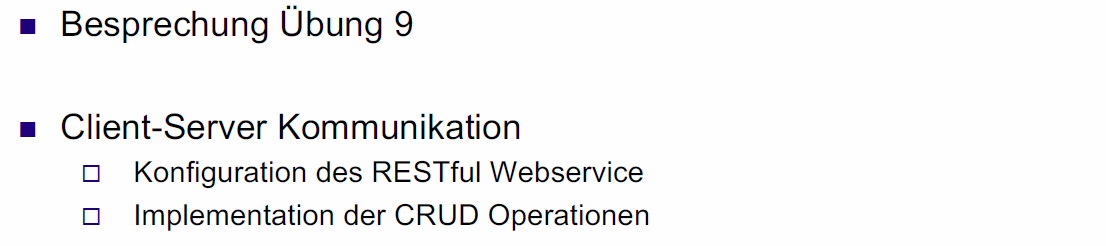 Besprechung Übung 9
Client-Server Kommunikation
Konfiguration des RESTful Webservice
Implementation der CRUD Operationen